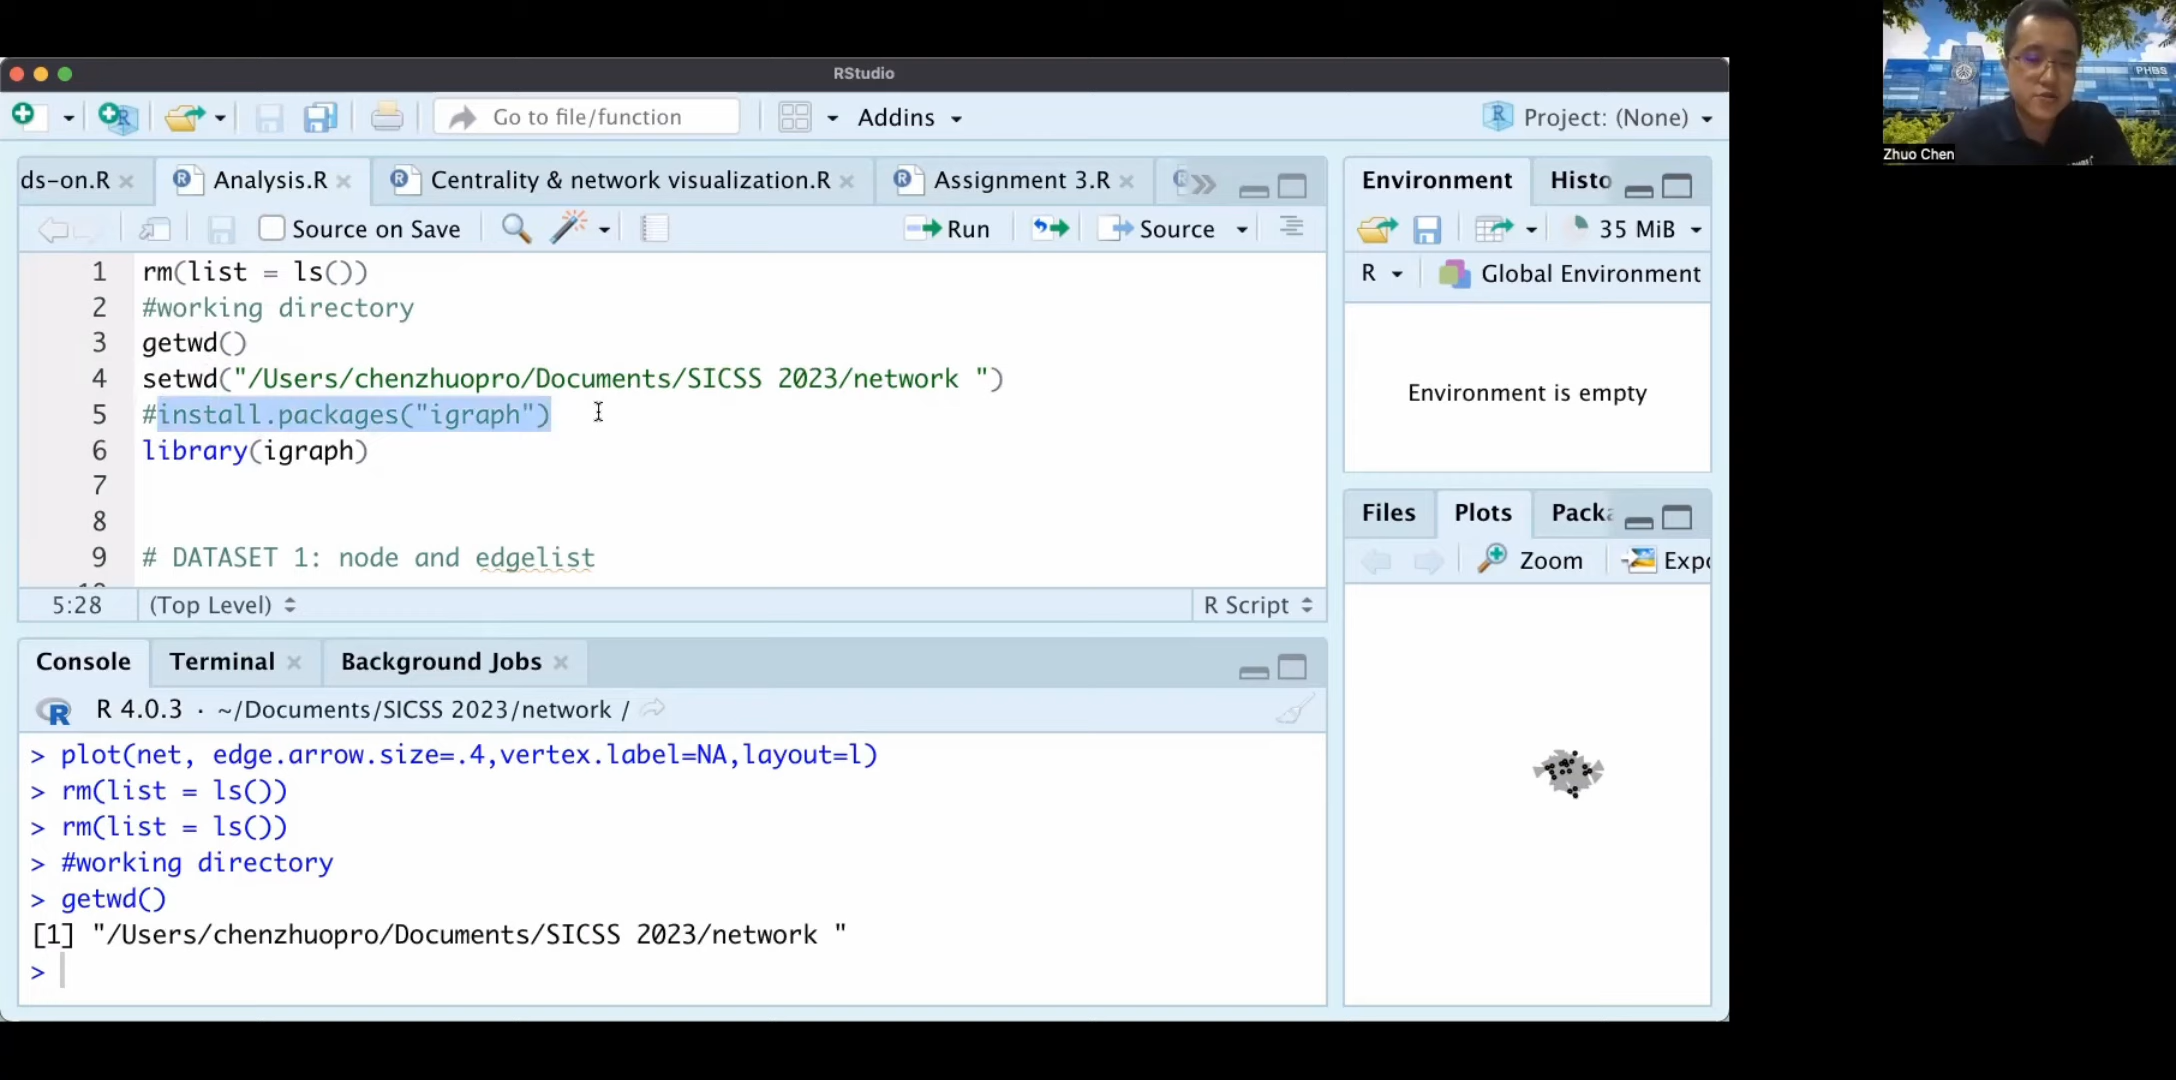 RStudio
Go to file/function
Addins
Project: (None)
ds-on.R
Analysis.R
Centrality & network visualization.R
Assignment 3.R
Source on Save
Run
Source
1 rm(list = ls())
2 #working directory
3 getwd()
4 setwd("/Users/chenzhuopro/Documents/SICSS 2023/network ")
5 #install.packages("igraph")
6 library(igraph)
7
8
9 # DATASET 1: node and edgelist
5:28
(Top Level)
R Script
Console
Terminal
Background Jobs
R 4.0.3 · ~/Documents/SICSS 2023/network /
> plot(net, edge.arrow.size=.4,vertex.label=NA,layout=l)
> rm(list = ls())
> rm(list = ls())
> #working directory
> getwd()
[1] "/Users/chenzhuopro/Documents/SICSS 2023/network "
>
Environment
Histo
35 MiB
R
Global Environment
Environment is empty
Files
Plots
Packa
Zoom
Expo
PHBS
Zhuo Chen